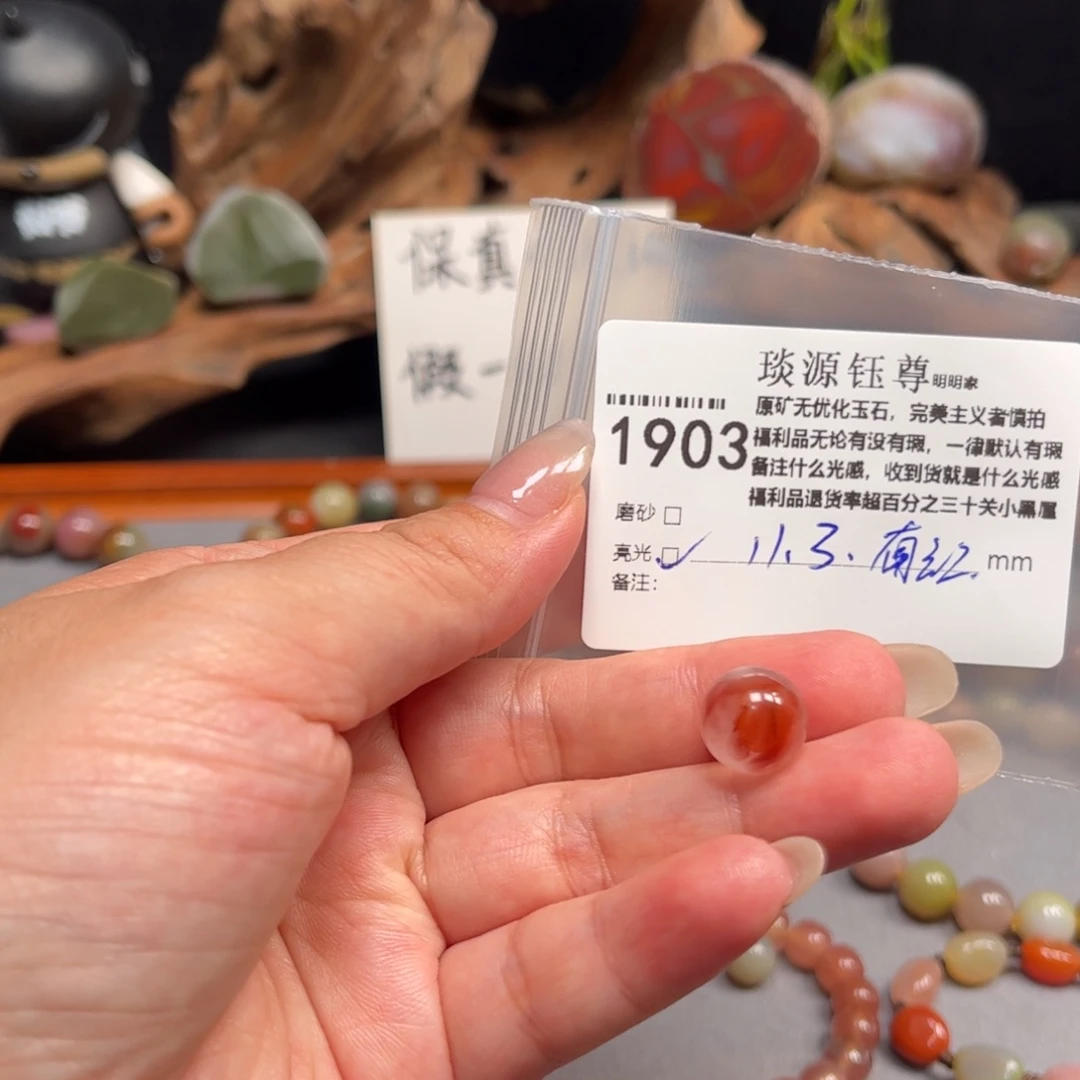 保真
假一
琰源钰尊明明家
原矿无优化玉石，完美主义者慎拍
1903
福利品无论有没有瑕，一律默认有瑕
备注什么光感，收到货就是什么光感
福利品退货率超百分之三十关小黑屋
磨砂□
亮光□✓ 11.3.南红 mm
备注：